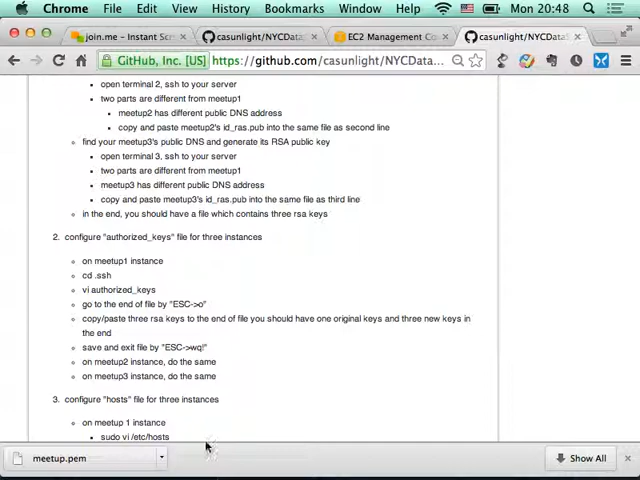 Chrome File Edit View History Bookmarks Window Help Mon 20:48
join.me – Instant Scr casunlight/NYCData EC2 Management Co casunlight/NYCData
GitHub, Inc. [US] https://github.com/casunlight/NYCData...
open terminal 2, ssh to your server
two parts are different from meetup1
meetup2 has different public DNS address
copy and paste meetup2's id_ras.pub into the same file as second line
find your meetup3's public DNS and generate its RSA public key
open terminal 3, ssh to your server
two parts are different from meetup1
meetup3 has different public DNS address
copy and paste meetup3's id_ras.pub into the same file as third line
in the end, you should have a file which contains three rsa keys
2. configure "authorized_keys" file for three instances
on meetup1 instance
cd .ssh
vi authorized_keys
go to the end of file by "ESC->o"
copy/paste three rsa keys to the end of file you should have one original keys and three new keys in
the end
save and exit file by "ESC->wq!"
on meetup2 instance, do the same
on meetup3 instance, do the same
3. configure "hosts" file for three instances
on meetup 1 instance
sudo vi /etc/hosts
meetup.pem Show All